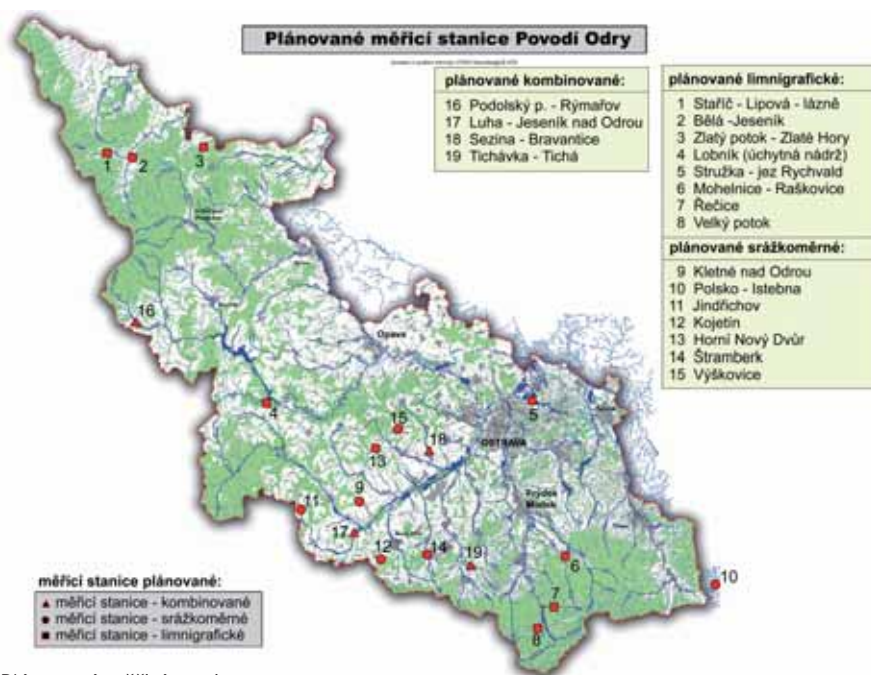 Plánované měřicí stanice Povodí Odry
plánované kombinované:
16 Podolský p. - Rýmařov
17 Luha - Jeseník nad Odrou
18 Sezina - Bravantice
19 Tichávka - Tichá
plánované limnigrafické:
1 Staříč - Lipová - lázně
2 Bělá -Jeseník
3 Zlatý potok - Zlaté Hory
4 Lobník (úchytná nádrž)
5 Stružka - jez Rychvald
6 Mohelnice - Raškovice
7 Řečice
8 Velký potok
plánované srážkoměrné:
9 Kletné nad Odrou
10 Polsko - Istebna
11 Jindřichov
12 Kojetín
13 Horní Nový Dvůr
14 Štramberk
15 Výškovice
1
2
3
16
Opava
4
15
5
18
OSTRAVA
13
9
11
Frýdek
Místek
17
12
14
19
6
10
7
8
měřicí stanice plánované:
měřicí stanice - kombinované
měřicí stanice - srážkoměrné
měřicí stanice - limnigrafické